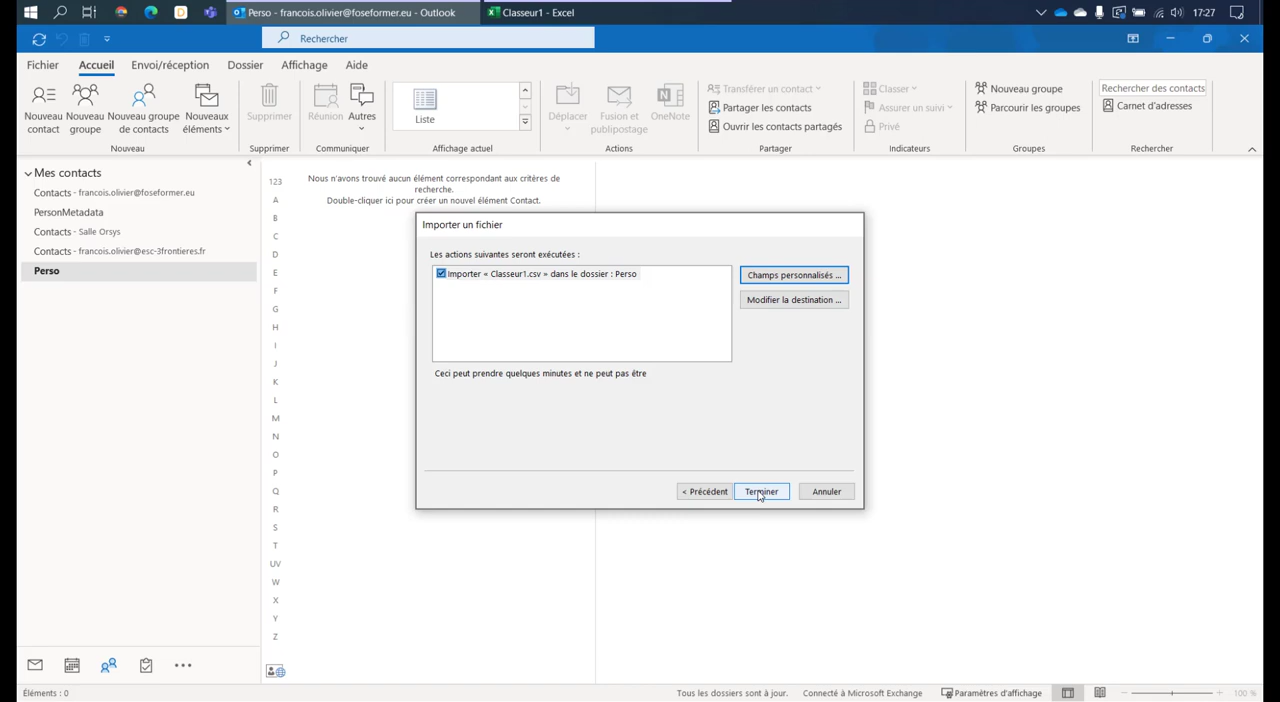 Perso - francois.olivier@foseformer.eu - Outlook
Classeur1 - Excel
17:27
Rechercher
Fichier
Accueil
Envoi/réception
Dossier
Affichage
Aide
Nouveau contact
Nouveau groupe
Nouveau groupe de contacts
Nouveaux éléments
Supprimer
Réunion
Autres
Liste
Déplacer
Fusion et publipostage
OneNote
Transférer un contact
Partager les contacts
Ouvrir les contacts partagés
Classer
Assurer un suivi
Privé
Nouveau groupe
Parcourir les groupes
Rechercher des contacts
Carnet d'adresses
Nouveau
Supprimer
Communiquer
Affichage actuel
Actions
Partager
Indicateurs
Groupes
Rechercher
Mes contacts
Contacts - francois.olivier@foseformer.eu
PersonMetadata
Contacts - Salle Orsys
Contacts - francois.olivier@esc-3frontieres.fr
Perso
123
A
B
C
D
E
F
G
H
I
J
K
L
M
N
O
P
Q
R
S
T
UV
W
X
Y
Z
Nous n'avons trouvé aucun élément correspondant aux critères de
recherche.
Double-cliquer ici pour créer un nouvel élément Contact.
Importer un fichier
Les actions suivantes seront exécutées :
Importer « Classeur1.csv » dans le dossier : Perso
Champs personnalisés ...
Modifier la destination ...
Ceci peut prendre quelques minutes et ne peut pas être
< Précédent
Terminer
Annuler
Éléments : 0
Tous les dossiers sont à jour.
Connecté à Microsoft Exchange
Paramètres d'affichage
100 %